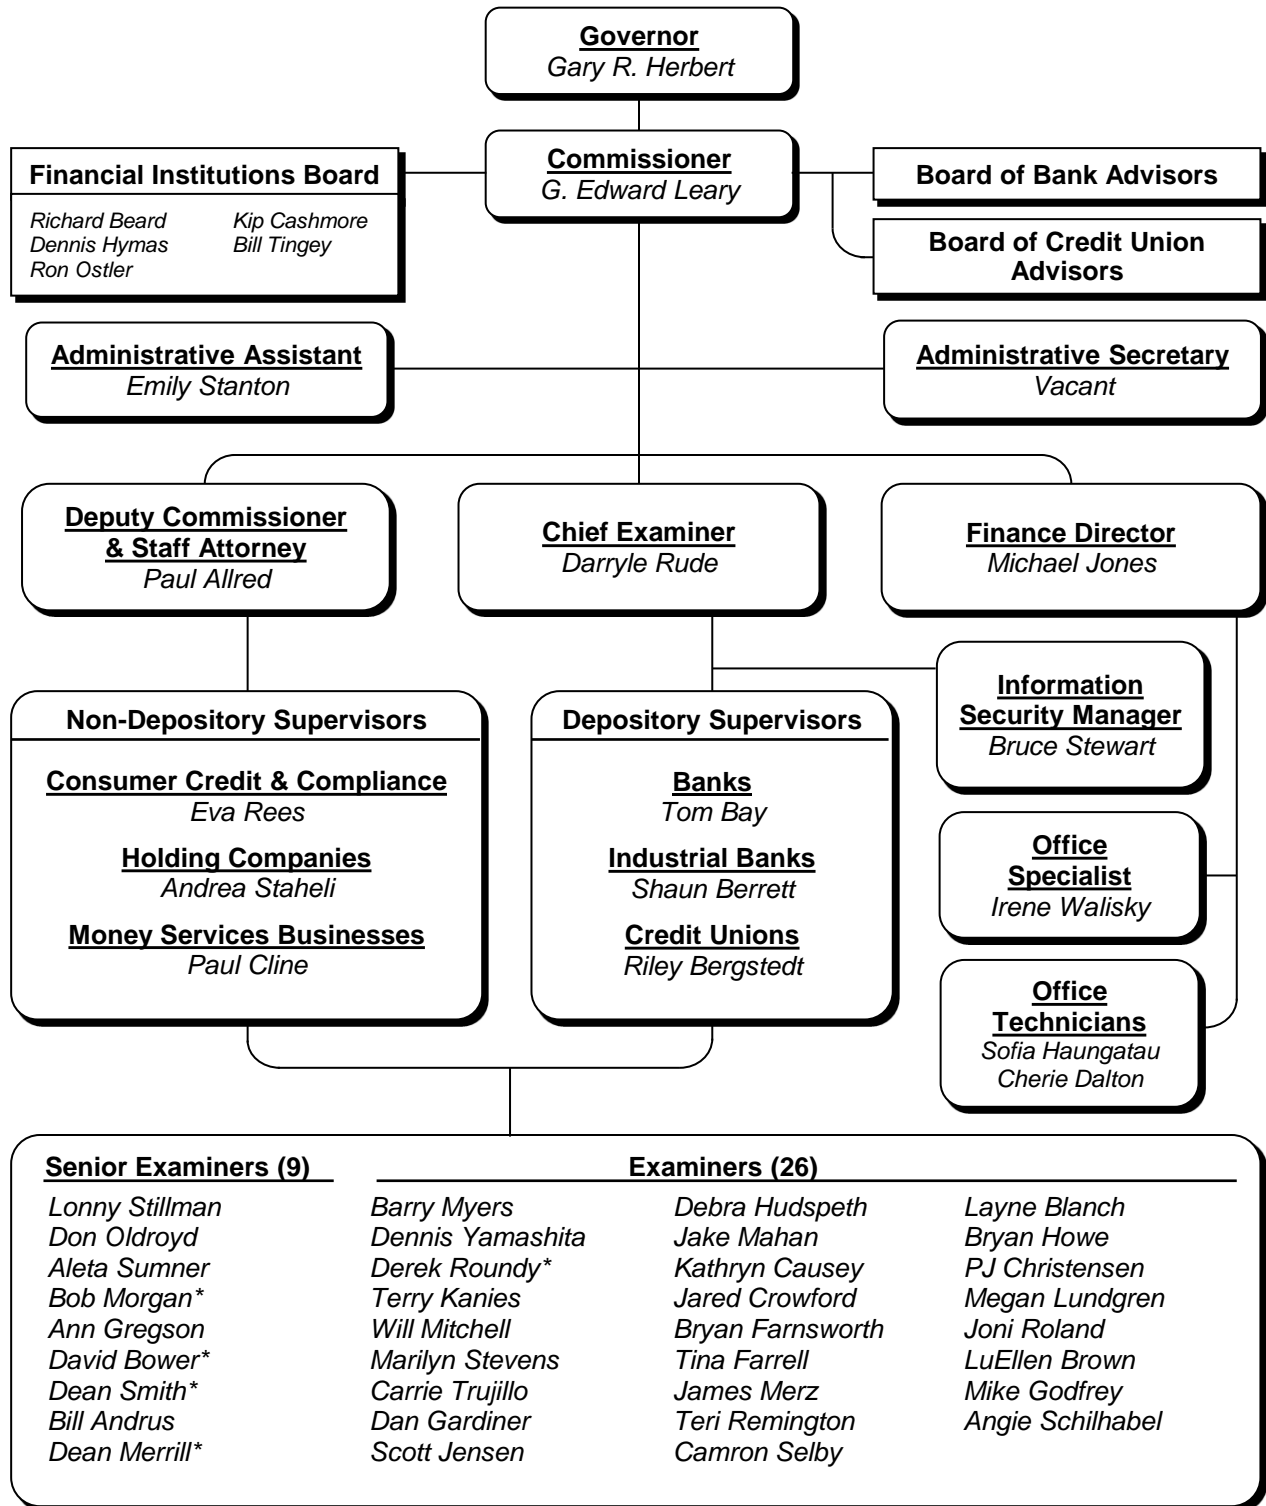 Governor
Gary R. Herbert
Commissioner
G. Edward Leary
Financial Institutions Board
Richard Beard
Dennis Hymas
Ron Ostler
Kip Cashmore
Bill Tingey
Board of Bank Advisors
Board of Credit Union
Advisors
Administrative Assistant
Emily Stanton
Administrative Secretary
Vacant
Deputy Commissioner
& Staff Attorney
Paul Allred
Chief Examiner
Darryle Rude
Finance Director
Michael Jones
Non-Depository Supervisors
Consumer Credit & Compliance
Eva Rees
Holding Companies
Andrea Staheli
Money Services Businesses
Paul Cline
Depository Supervisors
Banks
Tom Bay
Industrial Banks
Shaun Berrett
Credit Unions
Riley Bergstedt
Information
Security Manager
Bruce Stewart
Office
Specialist
Irene Walisky
Office
Technicians
Sofia Haungatau
Cherie Dalton
Senior Examiners (9)
Lonny Stillman
Don Oldroyd
Aleta Sumner
Bob Morgan*
Ann Gregson
David Bower*
Dean Smith*
Bill Andrus
Dean Merrill*
Examiners (26)
Barry Myers
Dennis Yamashita
Derek Roundy*
Terry Kanies
Will Mitchell
Marilyn Stevens
Carrie Trujillo
Dan Gardiner
Scott Jensen
Debra Hudspeth
Jake Mahan
Kathryn Causey
Jared Crowford
Bryan Farnsworth
Tina Farrell
James Merz
Teri Remington
Camron Selby
Layne Blanch
Bryan Howe
PJ Christensen
Megan Lundgren
Joni Roland
LuEllen Brown
Mike Godfrey
Angie Schilhabel